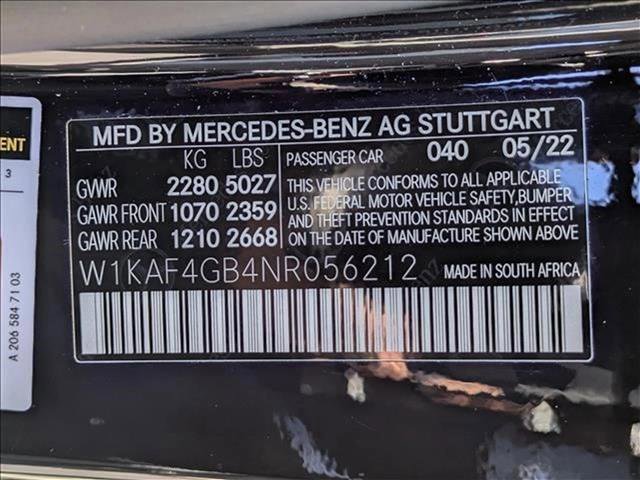 MFD BY MERCEDES-BENZ AG STUTTGART
KG LBS
GVWR 2280 5027
GAWR FRONT 1070 2359
GAWR REAR 1210 2668
PASSENGER CAR 040 05/22
THIS VEHICLE CONFORMS TO ALL APPLICABLE
U.S. FEDERAL MOTOR VEHICLE SAFETY,BUMPER
AND THEFT PREVENTION STANDARDS IN EFFECT
ON THE DATE OF MANUFACTURE SHOWN ABOVE
W1KAF4GB4NR056212 MADE IN SOUTH AFRIKA
3
A 206 584 71 03